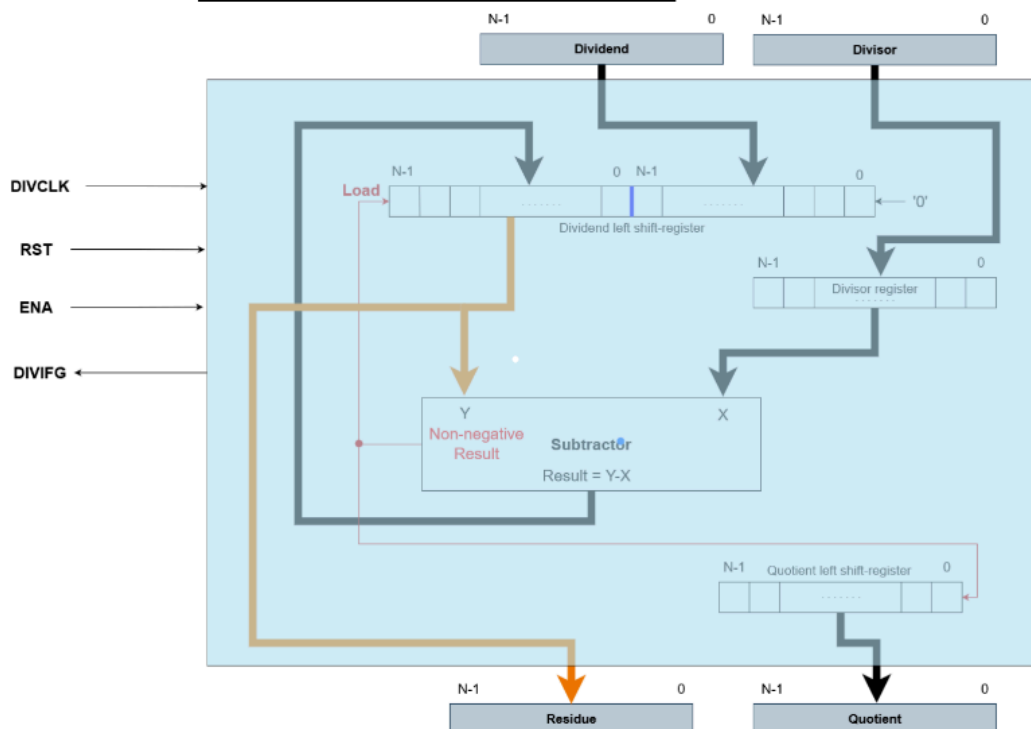 N-1 0 N-1 0
Dividend Divisor
N-1 0 N-1 0
DIVCLK Load ....... ....... '0'
Dividend left shift-register
RST
N-1 0
Divisor register
.......
ENA
DIVIFG
Y X
Non-negative
Result
Subtractor
Result = Y-X
N-1 Quotient left shift-register 0
.......
N-1 0 N-1 0
Residue Quotient